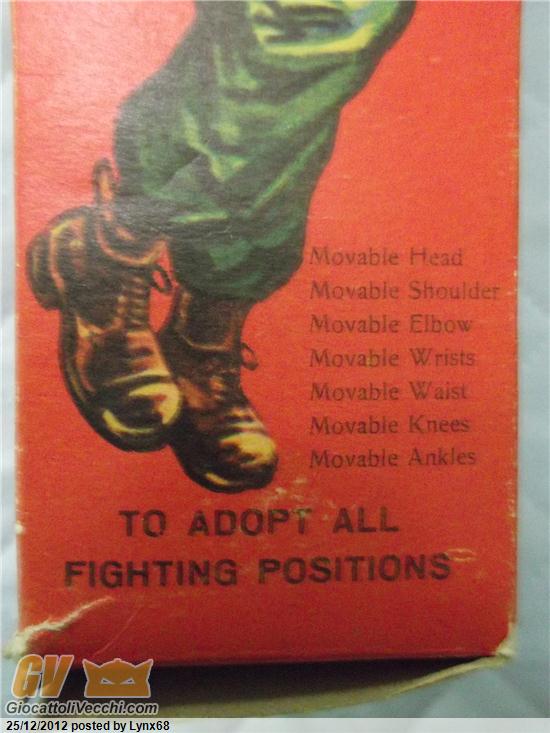 Movable Head
Movable Shoulder
Movable Elbow
Movable Wrists
Movable Waist
Movable Knees
Movable Ankles
TO ADOPT ALL
FIGHTING POSITIONS
GV
GiocattoliVecchi.com
25/12/2012 posted by Lynx68